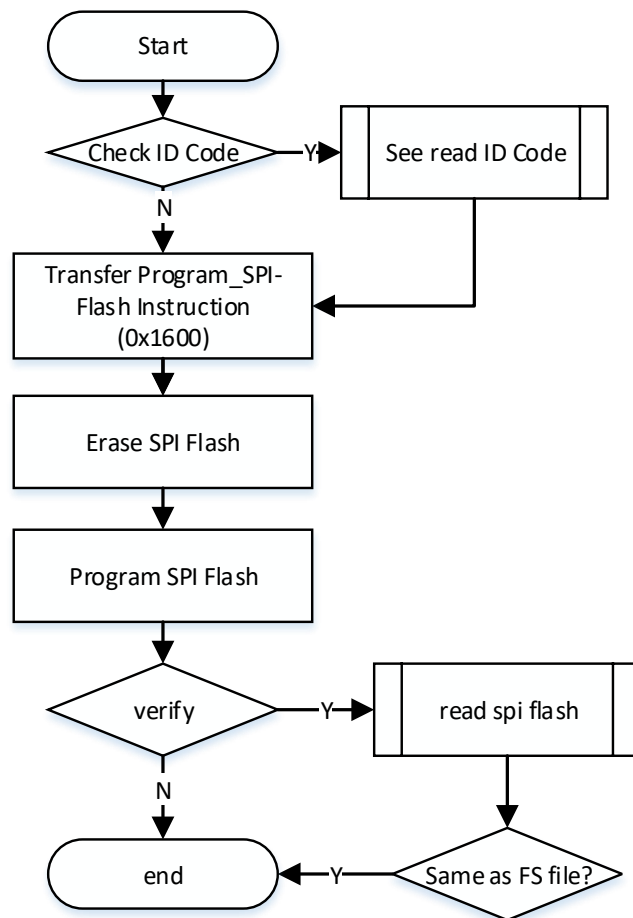 Start
Check ID Code
Y
See read ID Code
N
Transfer Program_SPI-
Flash Instruction
(0x1600)
Erase SPI Flash
Program SPI Flash
verify
Y
read spi flash
N
end
Y
Same as FS file?